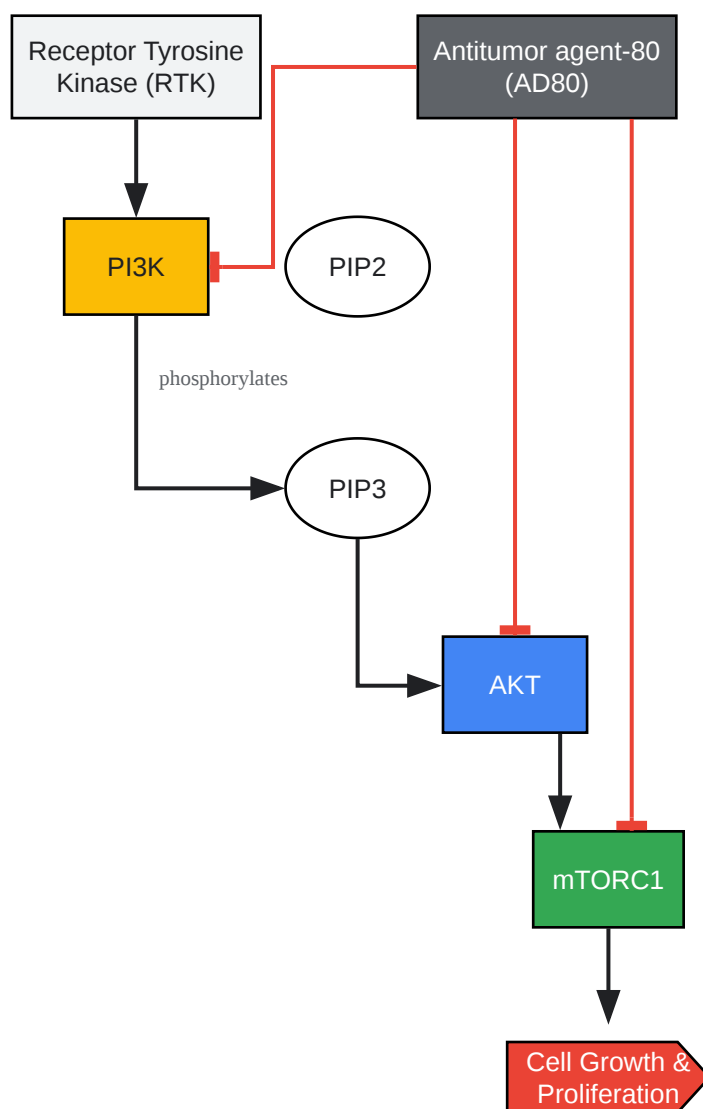 Receptor Tyrosine
Kinase (RTK)
Antitumor agent-80
(AD80)
PI3K
PIP2
phosphorylates
PIP3
AKT
mTORC1
Cell Growth &
Proliferation